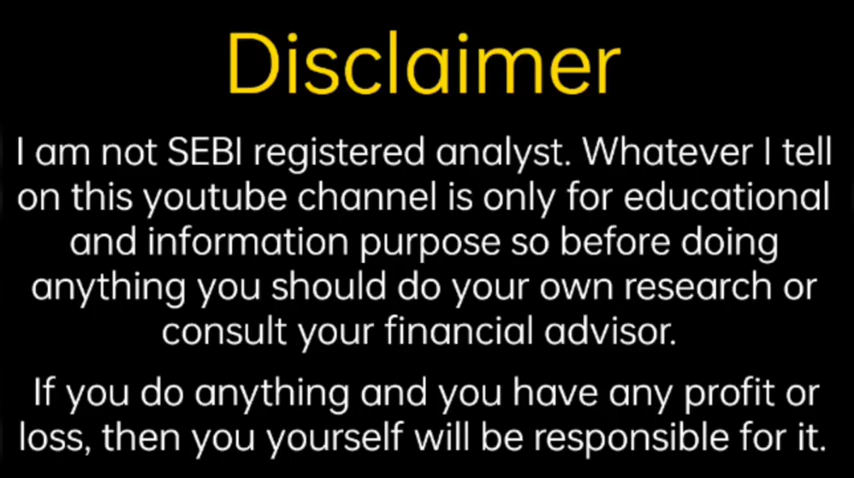 Disclaimer
I am not SEBI registered analyst. Whatever I tell
on this youtube channel is only for educational
and information purpose so before doing
anything you should do your own research or
consult your financial advisor.
If you do anything and you have any profit or
loss, then you yourself will be responsible for it.